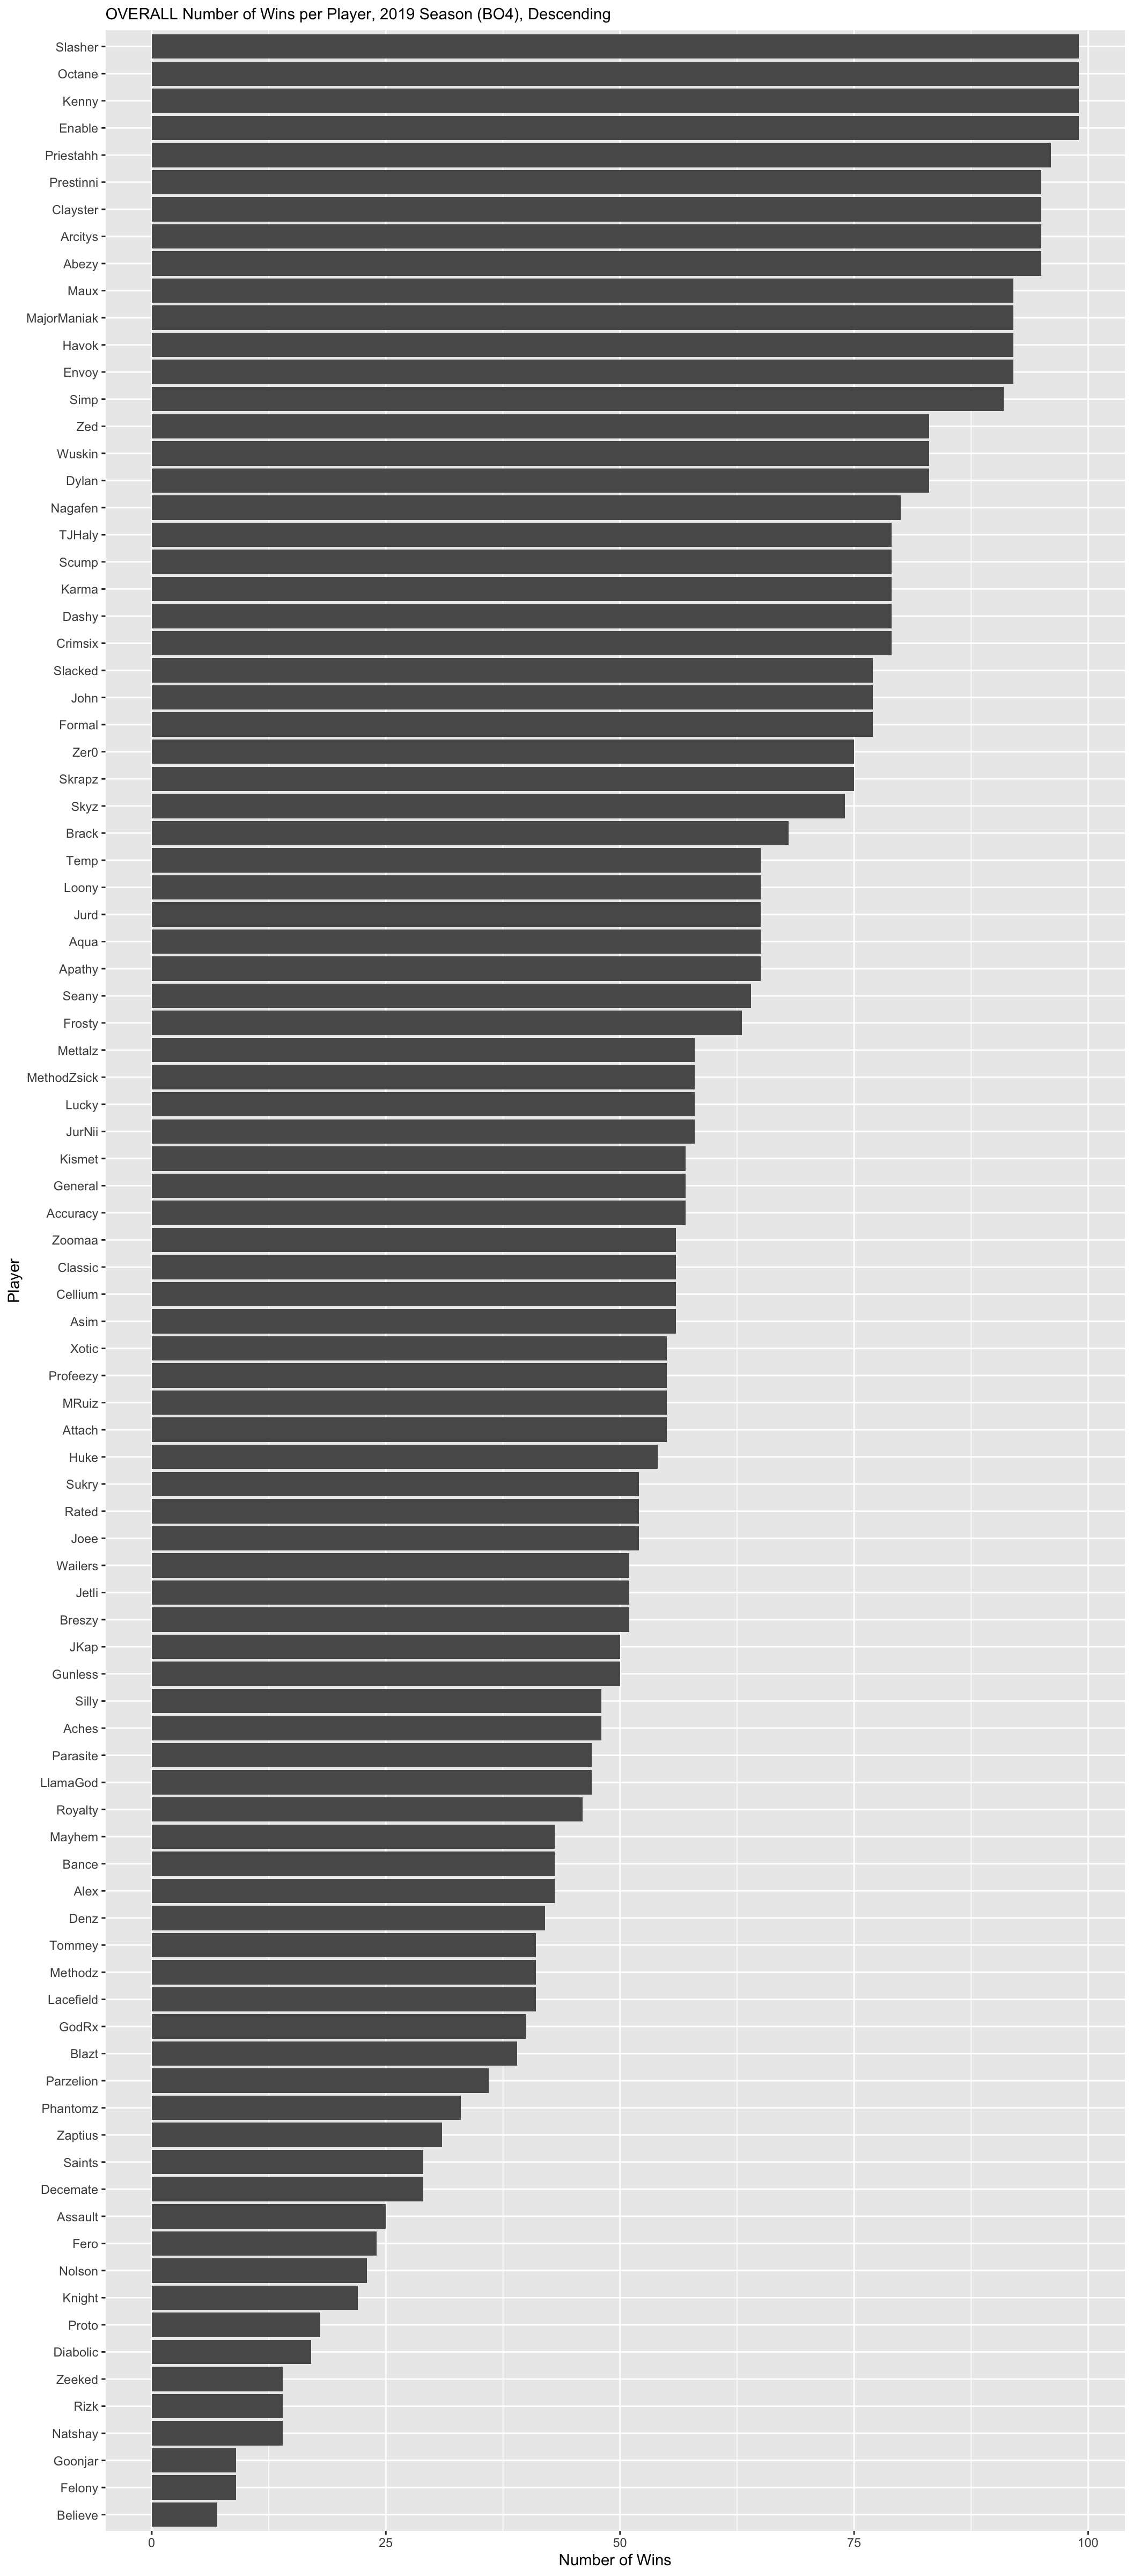 OVERALL Number of Wins per Player, 2019 Season (BO4), Descending
Slasher
Octane
Kenny
Enable
Priestahh
Prestinni
Clayster
Arcitys
Abezy
Maux
MajorManiak
Havok
Envoy
Simp
Zed
Wuskin
Dylan
Nagafen
TJHaly
Scump
Karma
Dashy
Crimsix
Slacked
John
Formal
Zer0
Skrapz
Skyz
Brack
Temp
Loony
Jurd
Aqua
Apathy
Seany
Frosty
Mettalz
MethodZsick
Lucky
JurNii
Kismet
General
Accuracy
Zoomaa
Classic
Cellium
Asim
Xotic
Profeezy
MRuiz
Attach
Huke
Sukry
Rated
Joee
Wailers
Jetli
Breszy
JKap
Gunless
Silly
Aches
Parasite
LlamaGod
Royalty
Mayhem
Bance
Alex
Denz
Tommey
Methodz
Lacefield
GodRx
Blazt
Parzelion
Phantomz
Zaptius
Saints
Decemate
Assault
Fero
Nolson
Knight
Proto
Diabolic
Zeeked
Rizk
Natshay
Goonjar
Felony
Believe
Player
0 25 50 75 100
Number of Wins